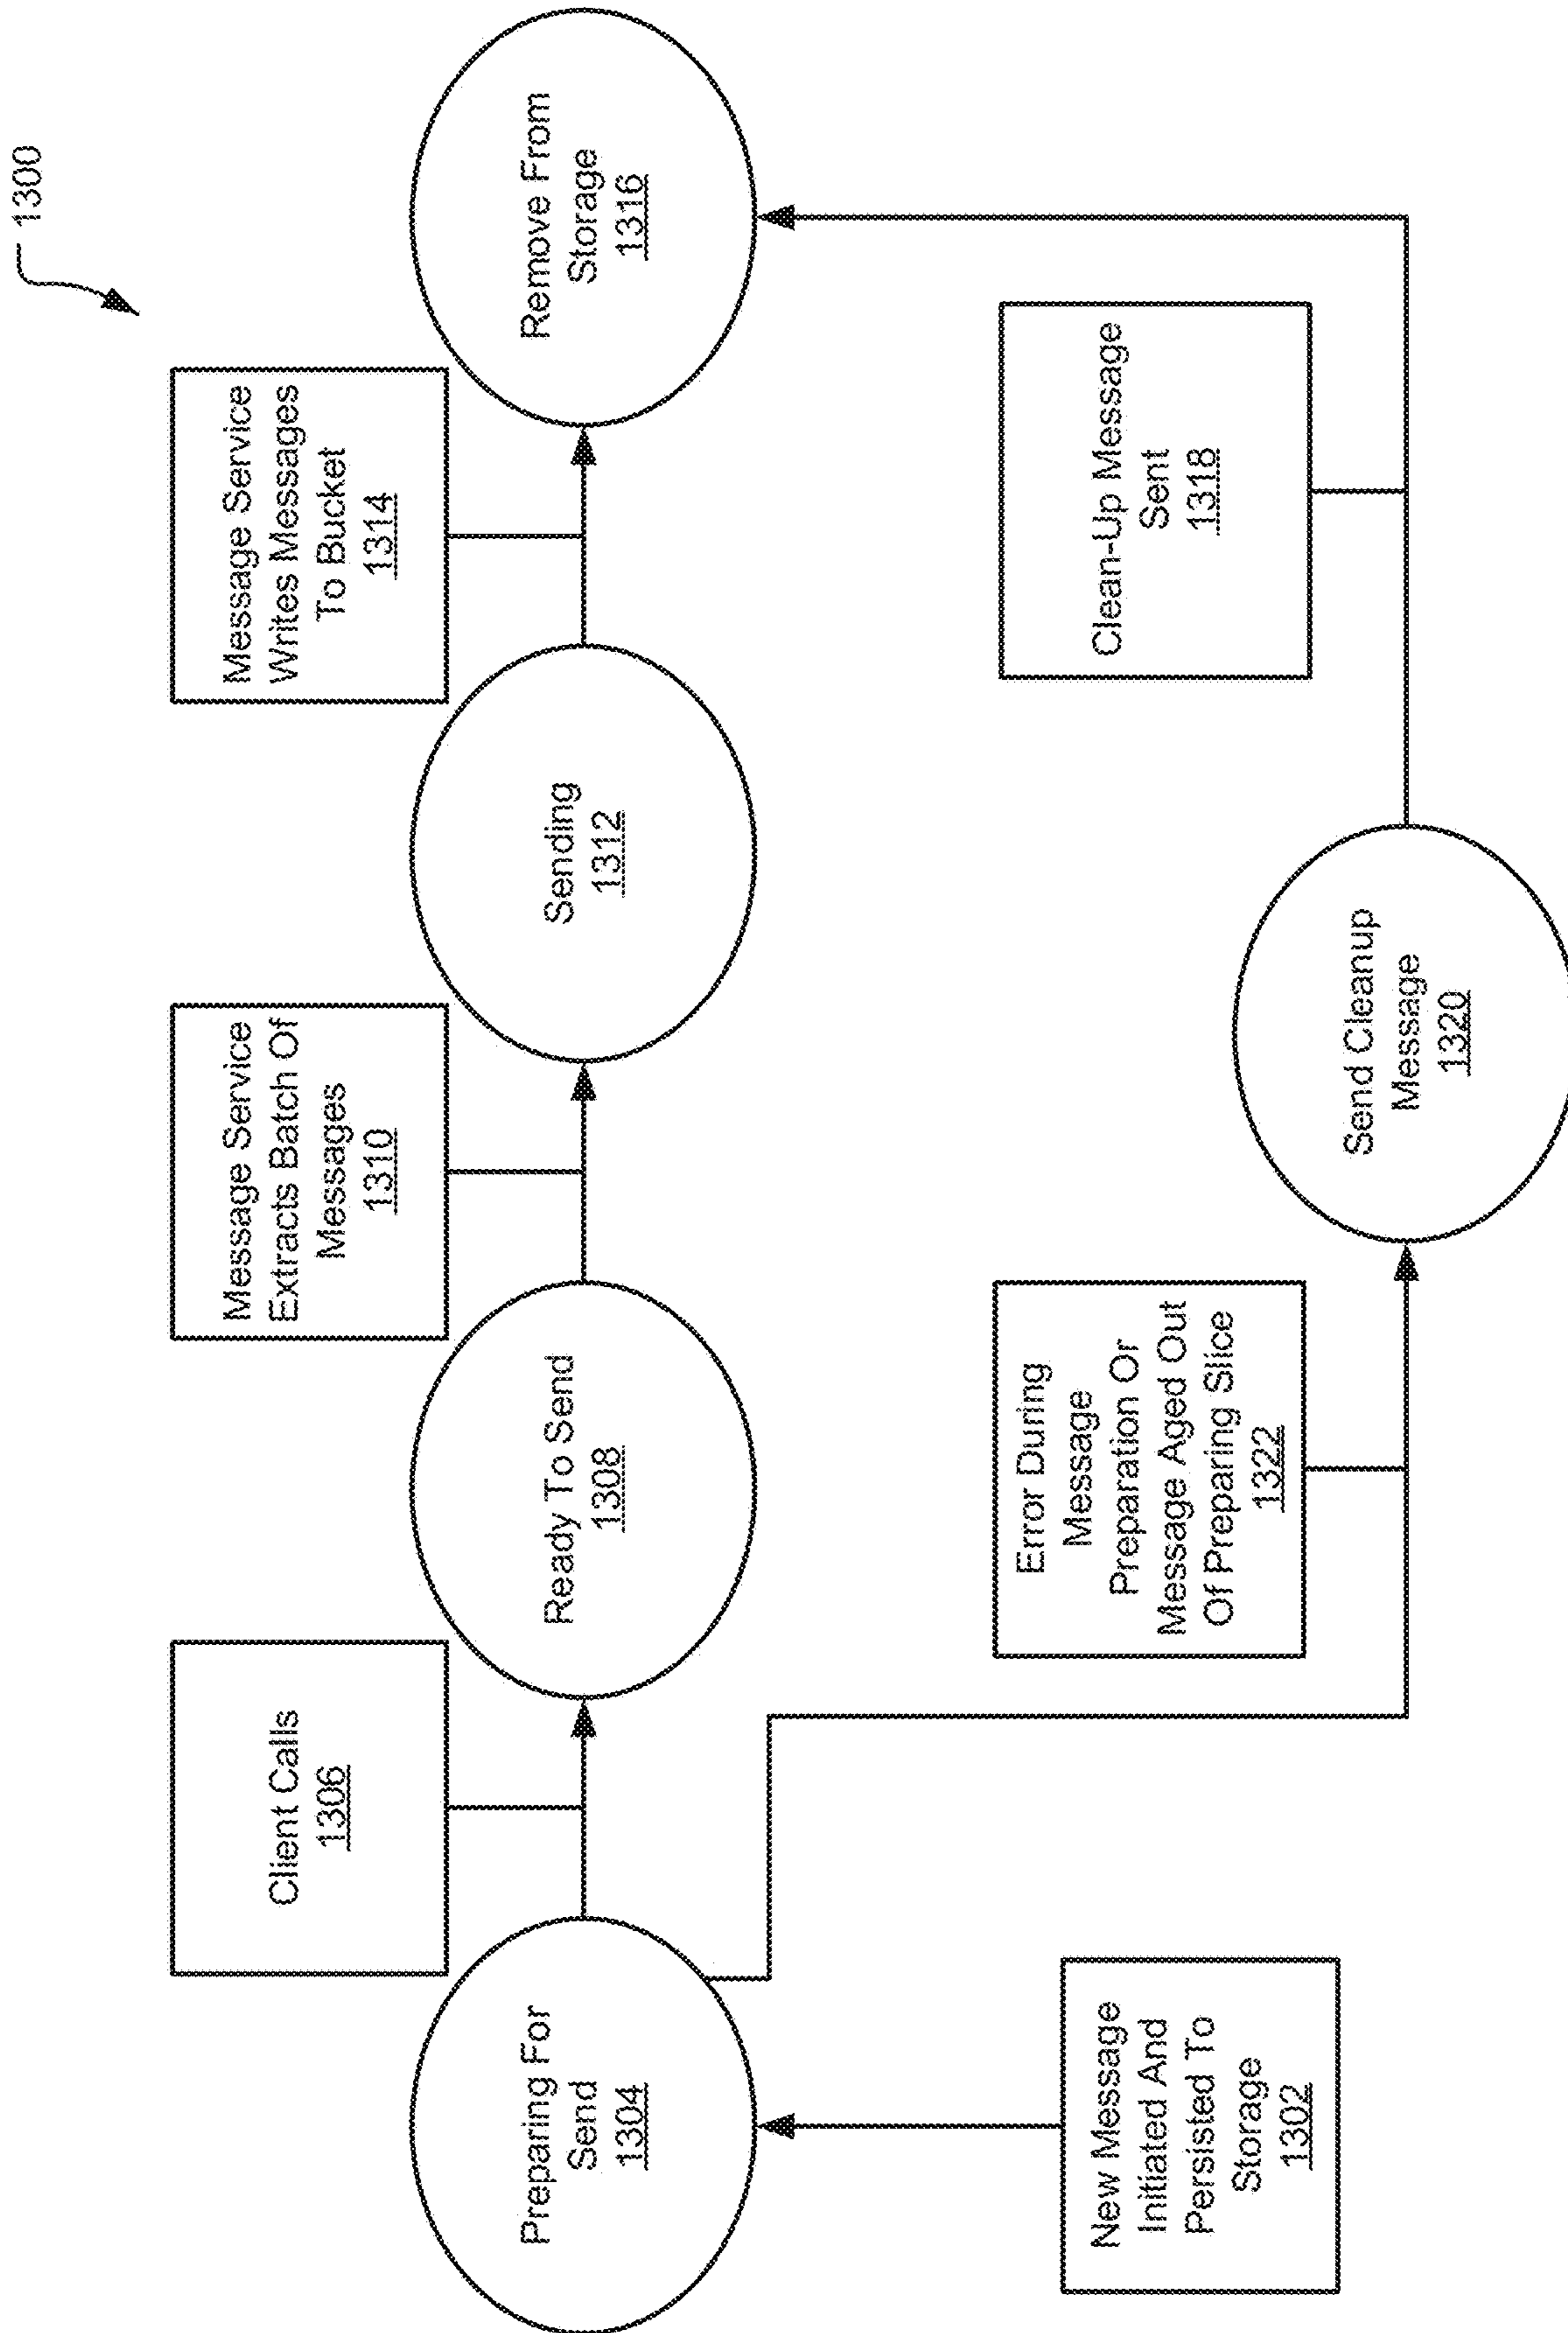 1300
Message Service
Writes Messages
To Bucket
1314
Message Service
Extracts Batch Of
Messages
1310
Client Calls
1306
Preparing For
Send
1304
Ready To Send
1308
Sending
1312
Remove From
Storage
1316
New Message
Initiated And
Persisted To
Storage
1302
Error During
Message
Preparation Or
Message Aged Out
Of Preparing Slice
1322
Clean-Up Message
Sent
1318
Send Cleanup
Message
1320